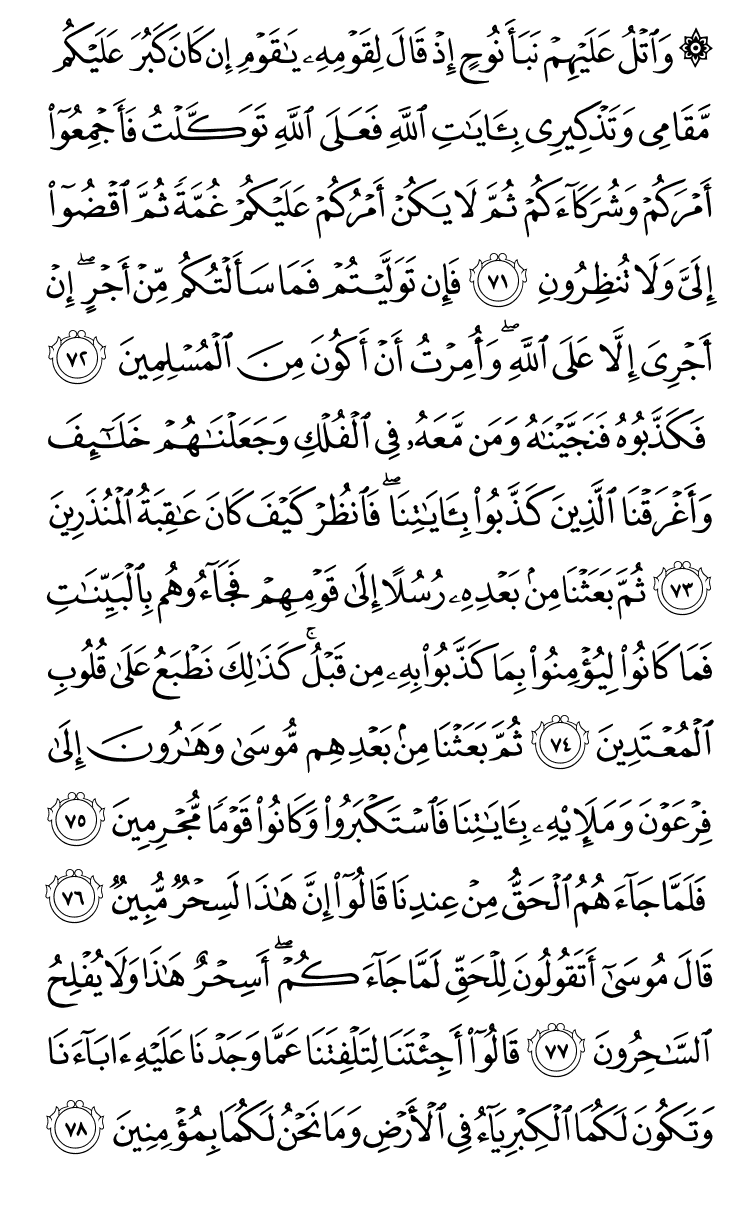 ۞ وَٱتۡلُ عَلَيۡهِمۡ نَبَأَ نُوحٍ إِذۡ قَالَ لِقَوۡمِهِۦ يَٰقَوۡمِ إِن كَانَ كَبُرَ عَلَيۡكُم
مَّقَامِي وَتَذۡكِيرِي بِـَٔايَٰتِ ٱللَّهِ فَعَلَى ٱللَّهِ تَوَكَّلۡتُ فَأَجۡمِعُوٓاْ
أَمۡرَكُمۡ وَشُرَكَآءَكُمۡ ثُمَّ لَا يَكُنۡ أَمۡرُكُمۡ عَلَيۡكُمۡ غُمَّةٗ ثُمَّ ٱقۡضُوٓاْ
إِلَيَّ وَلَا تُنظِرُونِ ٧١ فَإِن تَوَلَّيۡتُمۡ فَمَا سَأَلۡتُكُم مِّنۡ أَجۡرٍۖ إِنۡ
أَجۡرِيَ إِلَّا عَلَى ٱللَّهِۖ وَأُمِرۡتُ أَنۡ أَكُونَ مِنَ ٱلۡمُسۡلِمِينَ ٧٢
فَكَذَّبُوهُ فَنَجَّيۡنَٰهُ وَمَن مَّعَهُۥ فِي ٱلۡفُلۡكِ وَجَعَلۡنَٰهُمۡ خَلَٰٓئِفَ
وَأَغۡرَقۡنَا ٱلَّذِينَ كَذَّبُواْ بِـَٔايَٰتِنَاۖ فَٱنظُرۡ كَيۡفَ كَانَ عَٰقِبَةُ ٱلۡمُنذَرِينَ
٧٣ ثُمَّ بَعَثۡنَا مِنۢ بَعۡدِهِۦ رُسُلًا إِلَىٰ قَوۡمِهِمۡ فَجَآءُوهُم بِٱلۡبَيِّنَٰتِ
فَمَا كَانُواْ لِيُؤۡمِنُواْ بِمَا كَذَّبُواْ بِهِۦ مِن قَبۡلُۚ كَذَٰلِكَ نَطۡبَعُ عَلَىٰ قُلُوبِ
ٱلۡمُعۡتَدِينَ ٧٤ ثُمَّ بَعَثۡنَا مِنۢ بَعۡدِهِم مُّوسَىٰ وَهَٰرُونَ إِلَىٰ
فِرۡعَوۡنَ وَمَلَإِيْهِۦ بِـَٔايَٰتِنَا فَٱسۡتَكۡبَرُواْ وَكَانُواْ قَوۡمٗا مُّجۡرِمِينَ ٧٥
فَلَمَّا جَآءَهُمُ ٱلۡحَقُّ مِنۡ عِندِنَا قَالُوٓاْ إِنَّ هَٰذَا لَسِحۡرٞ مُّبِينٞ ٧٦
قَالَ مُوسَىٰٓ أَتَقُولُونَ لِلۡحَقِّ لَمَّا جَآءَكُمۡۖ أَسِحۡرٌ هَٰذَا وَلَا يُفۡلِحُ
ٱلسَّٰحِرُونَ ٧٧ قَالُوٓاْ أَجِئۡتَنَا لِتَلۡفِتَنَا عَمَّا وَجَدۡنَا عَلَيۡهِ ءَابَآءَنَا
وَتَكُونَ لَكُمَا ٱلۡكِبۡرِيَآءُ فِي ٱلۡأَرۡضِ وَمَا نَحۡنُ لَكُمَا بِمُؤۡمِنِينَ ٧٨